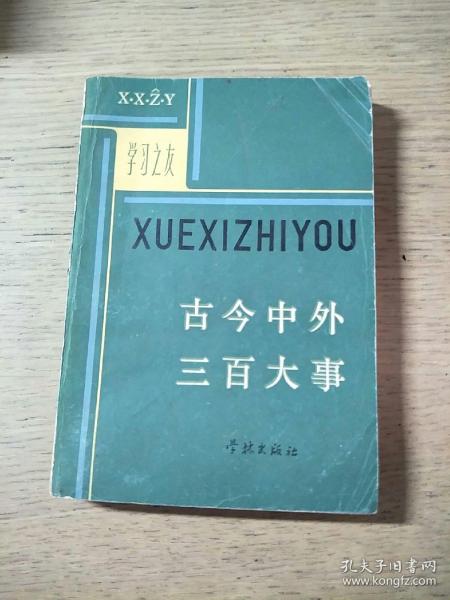 X·X·Ẑ·Y
学习之友
XUEXIZHIYOU
古今中外
三百大事
学林出版社
孔夫子旧书网
www.kongfz.com